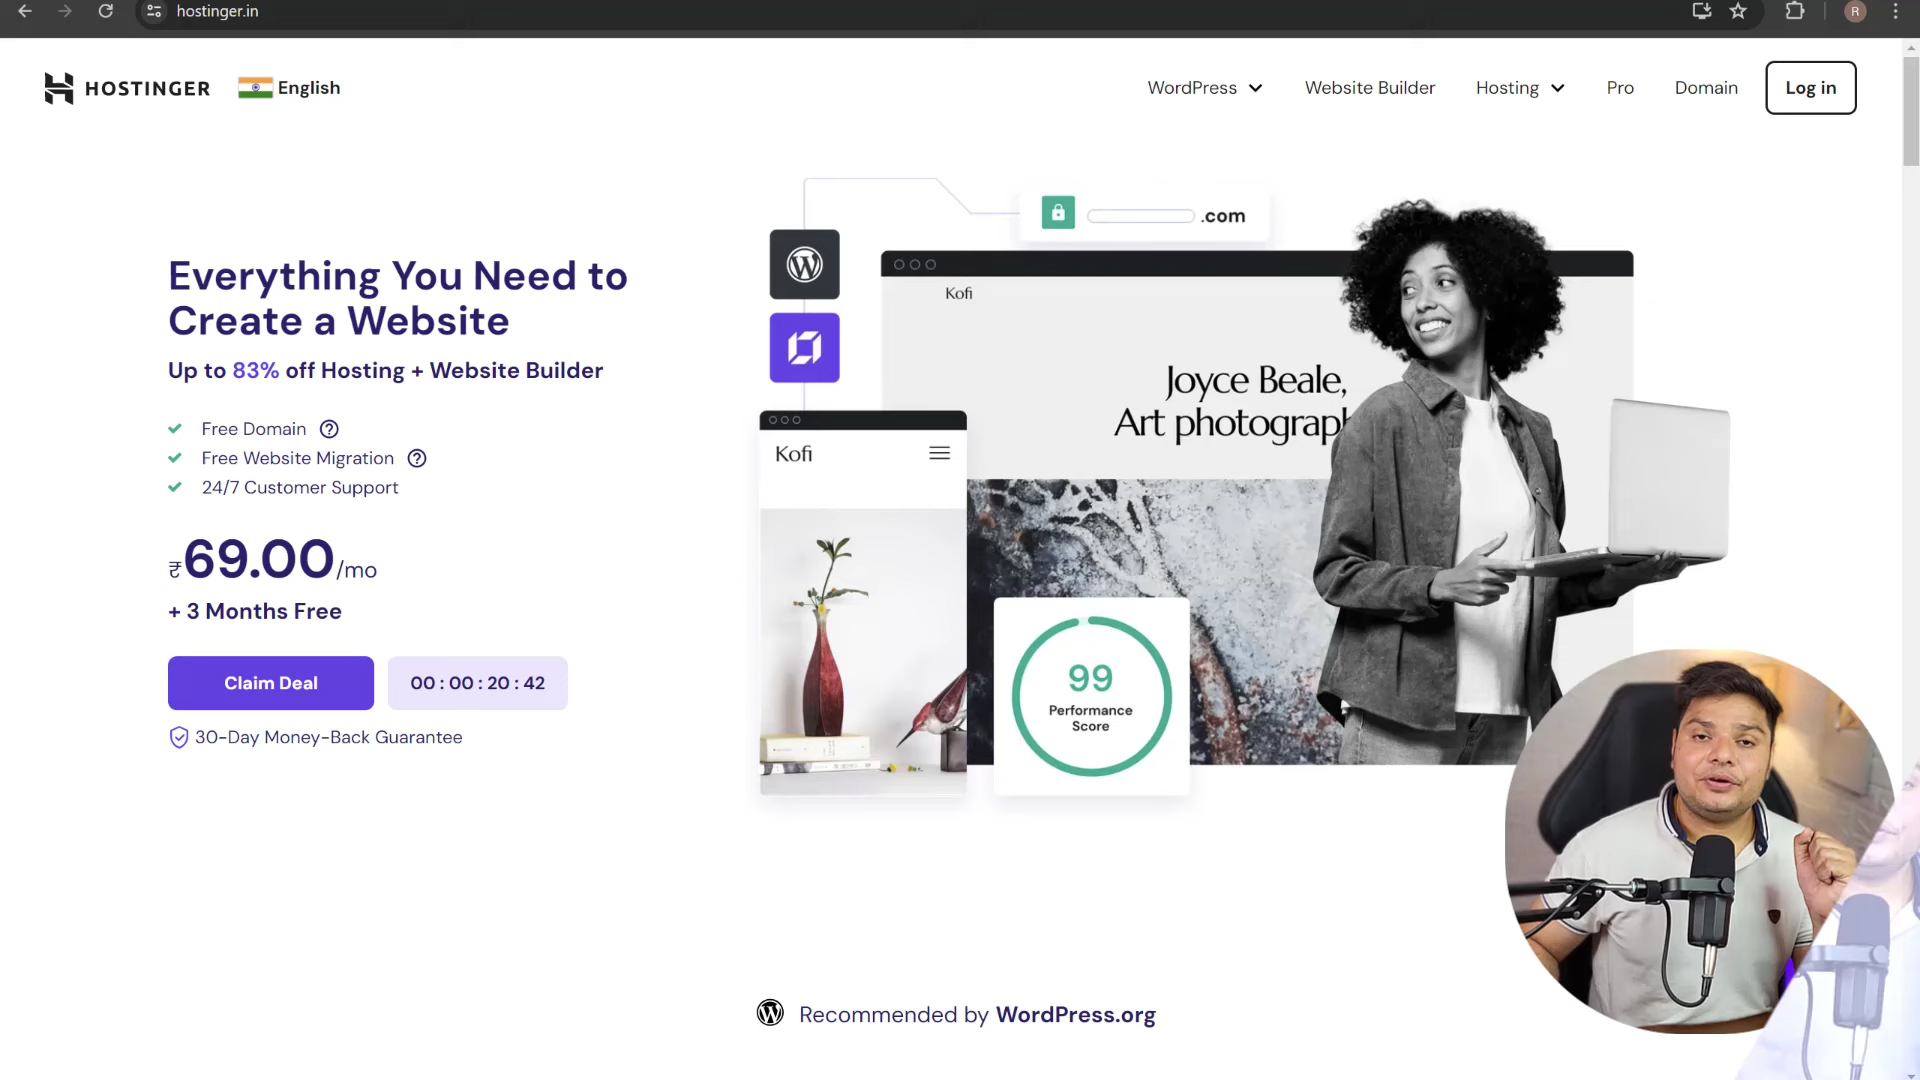 hostinger.in
R
HOSTINGER
English
WordPress
Website Builder
Hosting
Pro
Domain
Log in
.com
Everything You Need to
Create a Website
Up to 83% off Hosting + Website Builder
Free Domain
Free Website Migration
24/7 Customer Support
₹69.00/mo
+ 3 Months Free
Claim Deal
00 : 00 : 20 : 42
30-Day Money-Back Guarantee
Kofi
Joyce Beale,
Art photograph
Kofi
99
Performance
Score
Recommended by WordPress.org